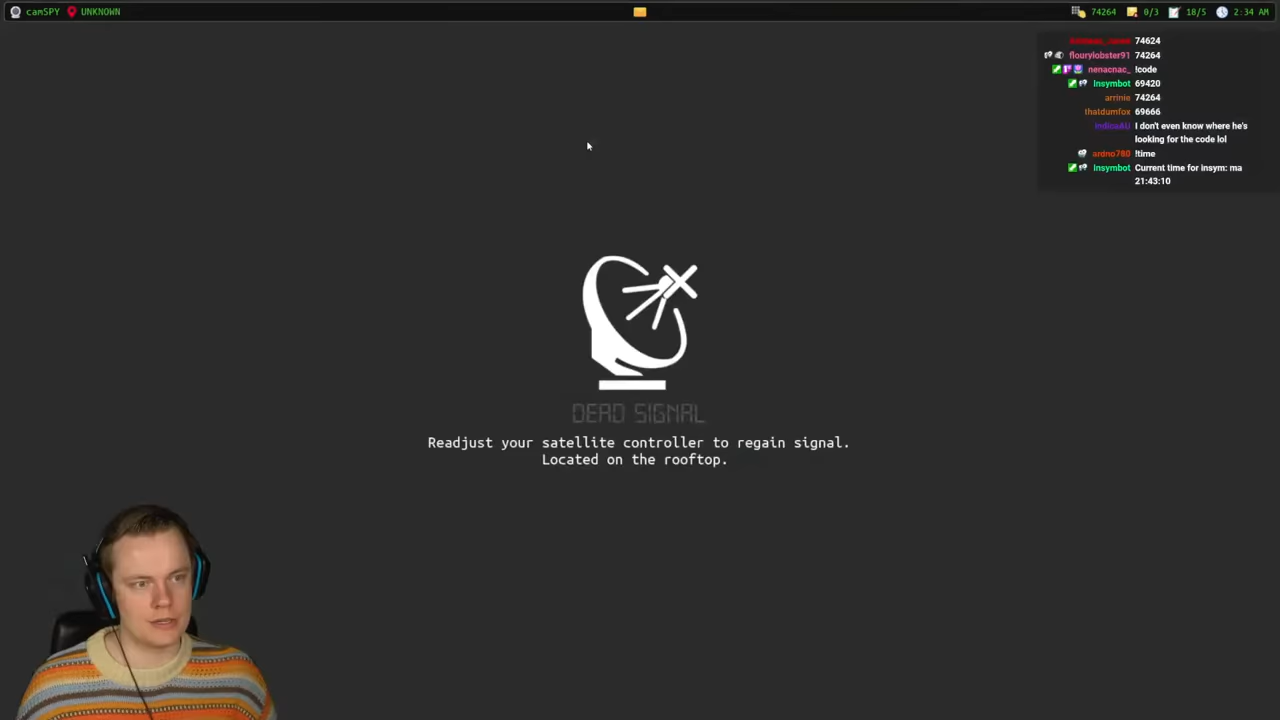 camSPY UNKNOWN 74264 0/3 18/5 2:34 AM
74624
flourylobster91 74264
nenacnac_ !code
Insymbot 69420
arrinie 74264
thatdumfox 69666
indicaAU I don't even know where he's
looking for the code lol
ardno780 !time
Insymbot Current time for insym: ma
21:43:10
DEAD SIGNAL
Readjust your satellite controller to regain signal.
Located on the rooftop.